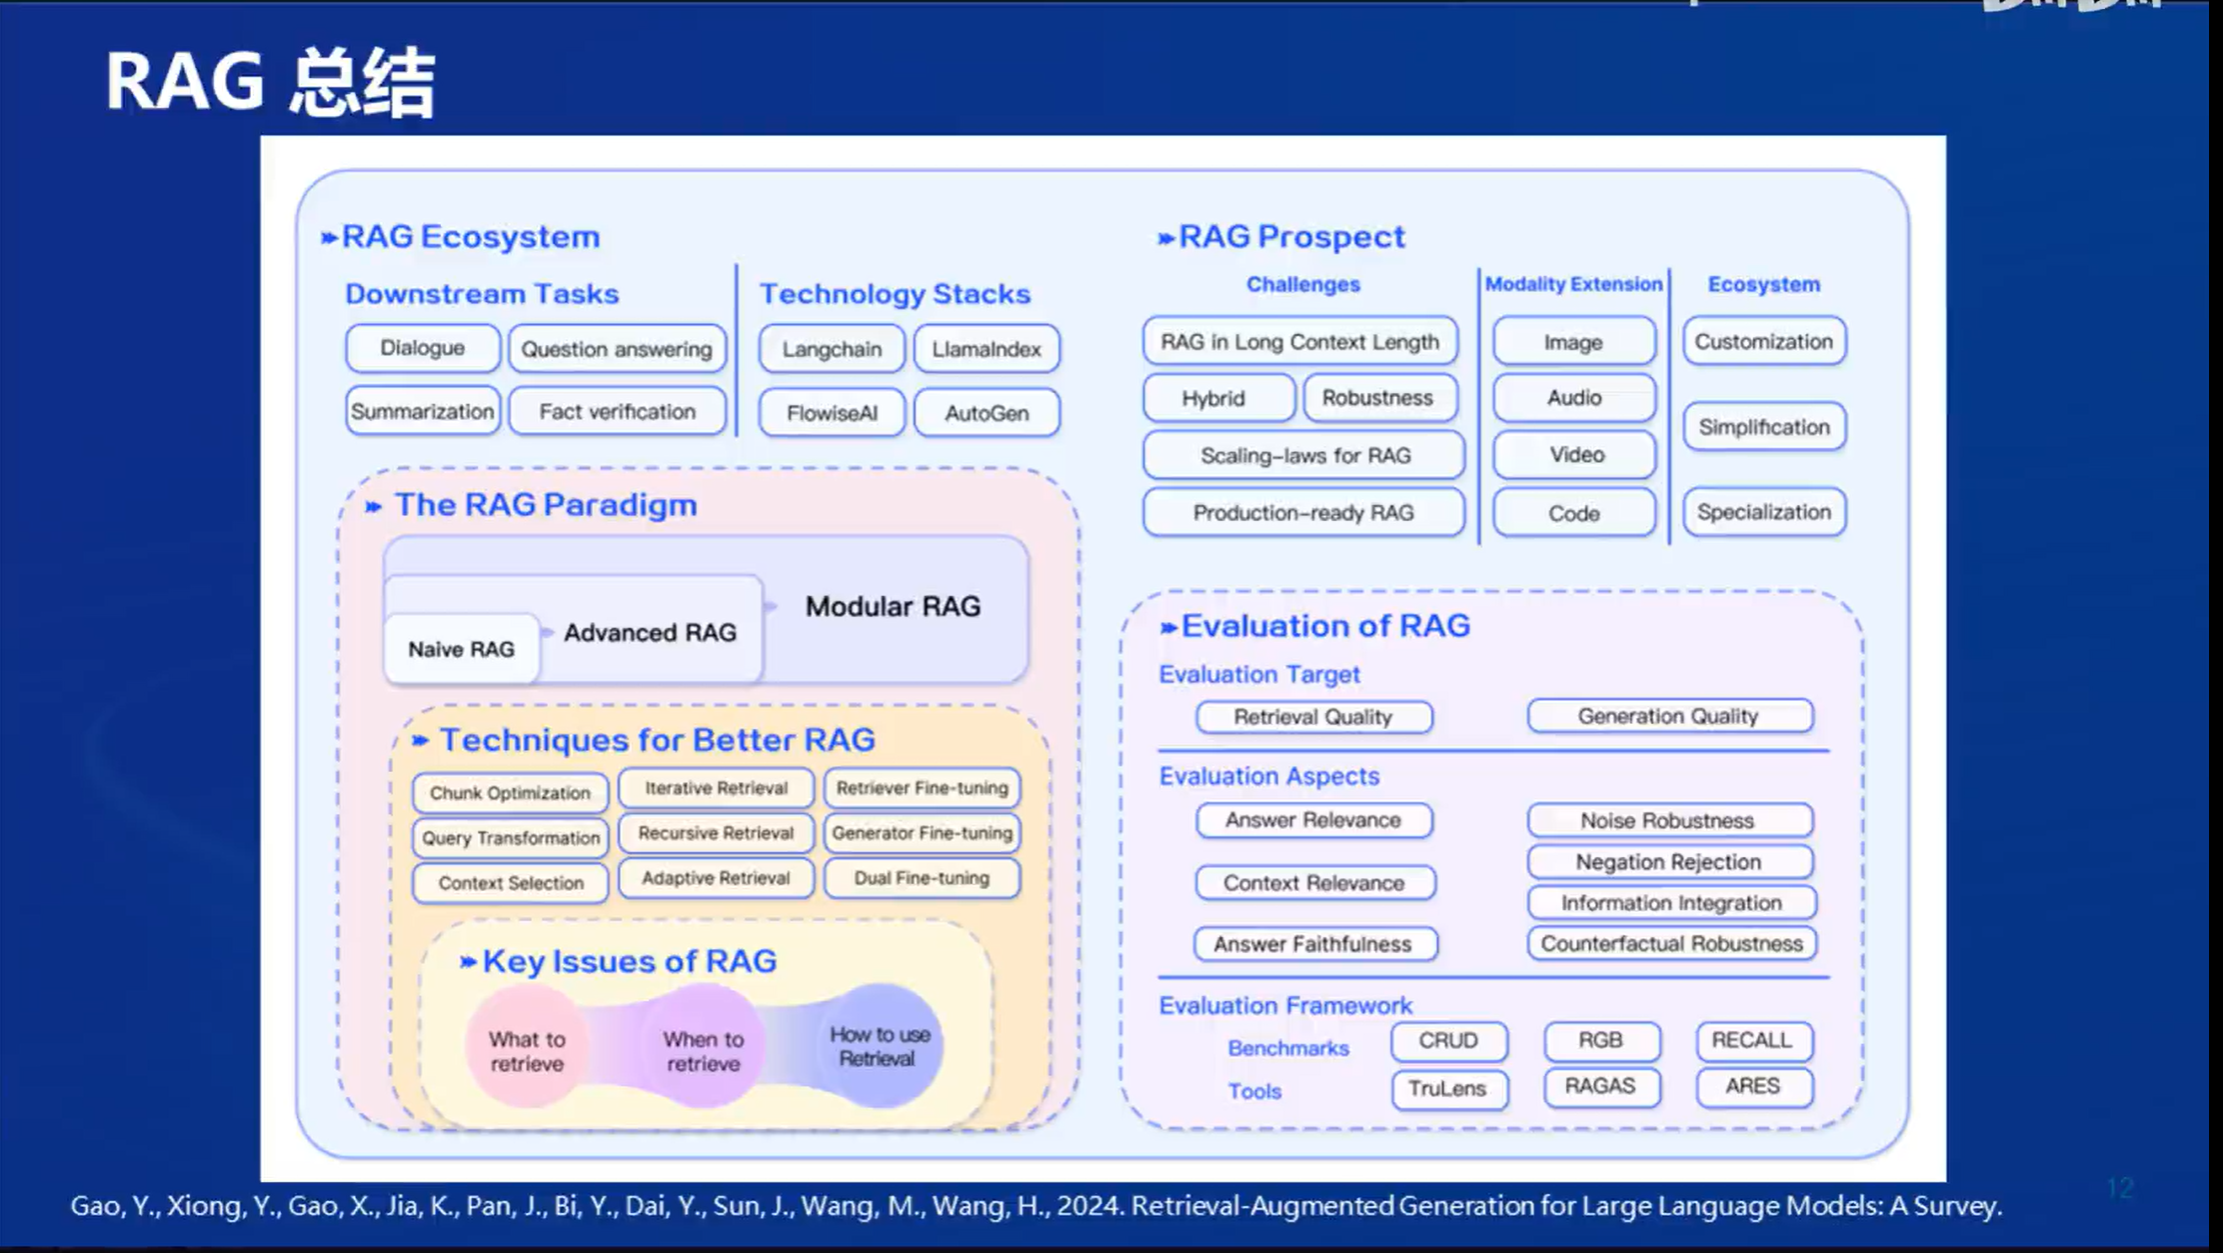 RAG 总结
RAG Ecosystem
Downstream Tasks
Dialogue
Question answering
Summarization
Fact verification
Technology Stacks
Langchain
LlamaIndex
FlowiseAI
AutoGen
The RAG Paradigm
Naive RAG
Advanced RAG
Modular RAG
Techniques for Better RAG
Chunk Optimization
Iterative Retrieval
Retriever Fine-tuning
Query Transformation
Recursive Retrieval
Generator Fine-tuning
Context Selection
Adaptive Retrieval
Dual Fine-tuning
Key Issues of RAG
What to
retrieve
When to
retrieve
How to use
Retrieval
RAG Prospect
Challenges
RAG in Long Context Length
Hybrid
Robustness
Scaling-laws for RAG
Production-ready RAG
Modality Extension
Image
Audio
Video
Code
Ecosystem
Customization
Simplification
Specialization
Evaluation of RAG
Evaluation Target
Retrieval Quality
Generation Quality
Evaluation Aspects
Answer Relevance
Context Relevance
Answer Faithfulness
Noise Robustness
Negation Rejection
Information Integration
Counterfactual Robustness
Evaluation Framework
Benchmarks
CRUD
RGB
RECALL
Tools
TruLens
RAGAS
ARES
12
Gao, Y., Xiong, Y., Gao, X., Jia, K., Pan, J., Bi, Y., Dai, Y., Sun, J., Wang, M., Wang, H., 2024. Retrieval-Augmented Generation for Large Language Models: A Survey.